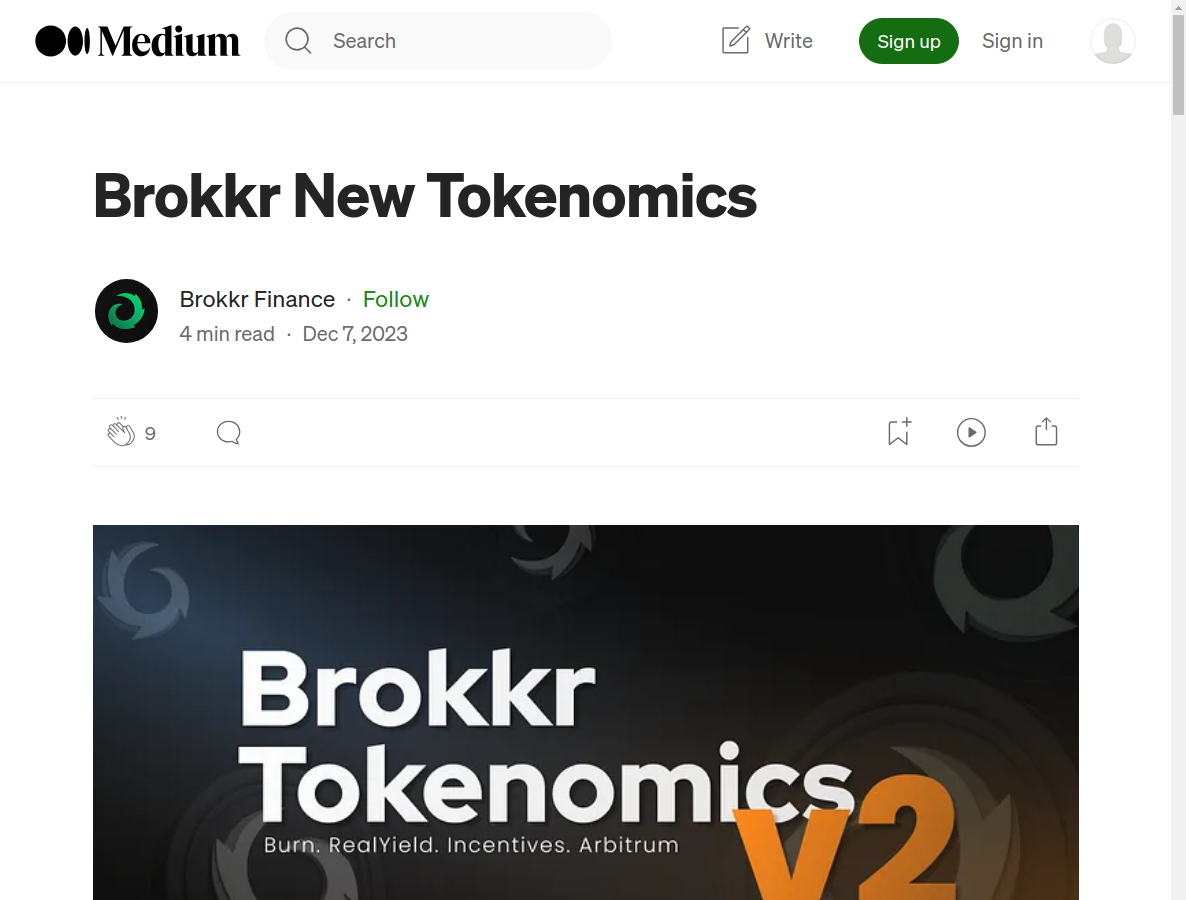 Medium
Search
Write
Sign up
Sign in
Brokkr New Tokenomics
Brokkr Finance · Follow
4 min read · Dec 7, 2023
9
Brokkr
Tokenomics
v2
Burn. RealYield. Incentives. Arbitrum